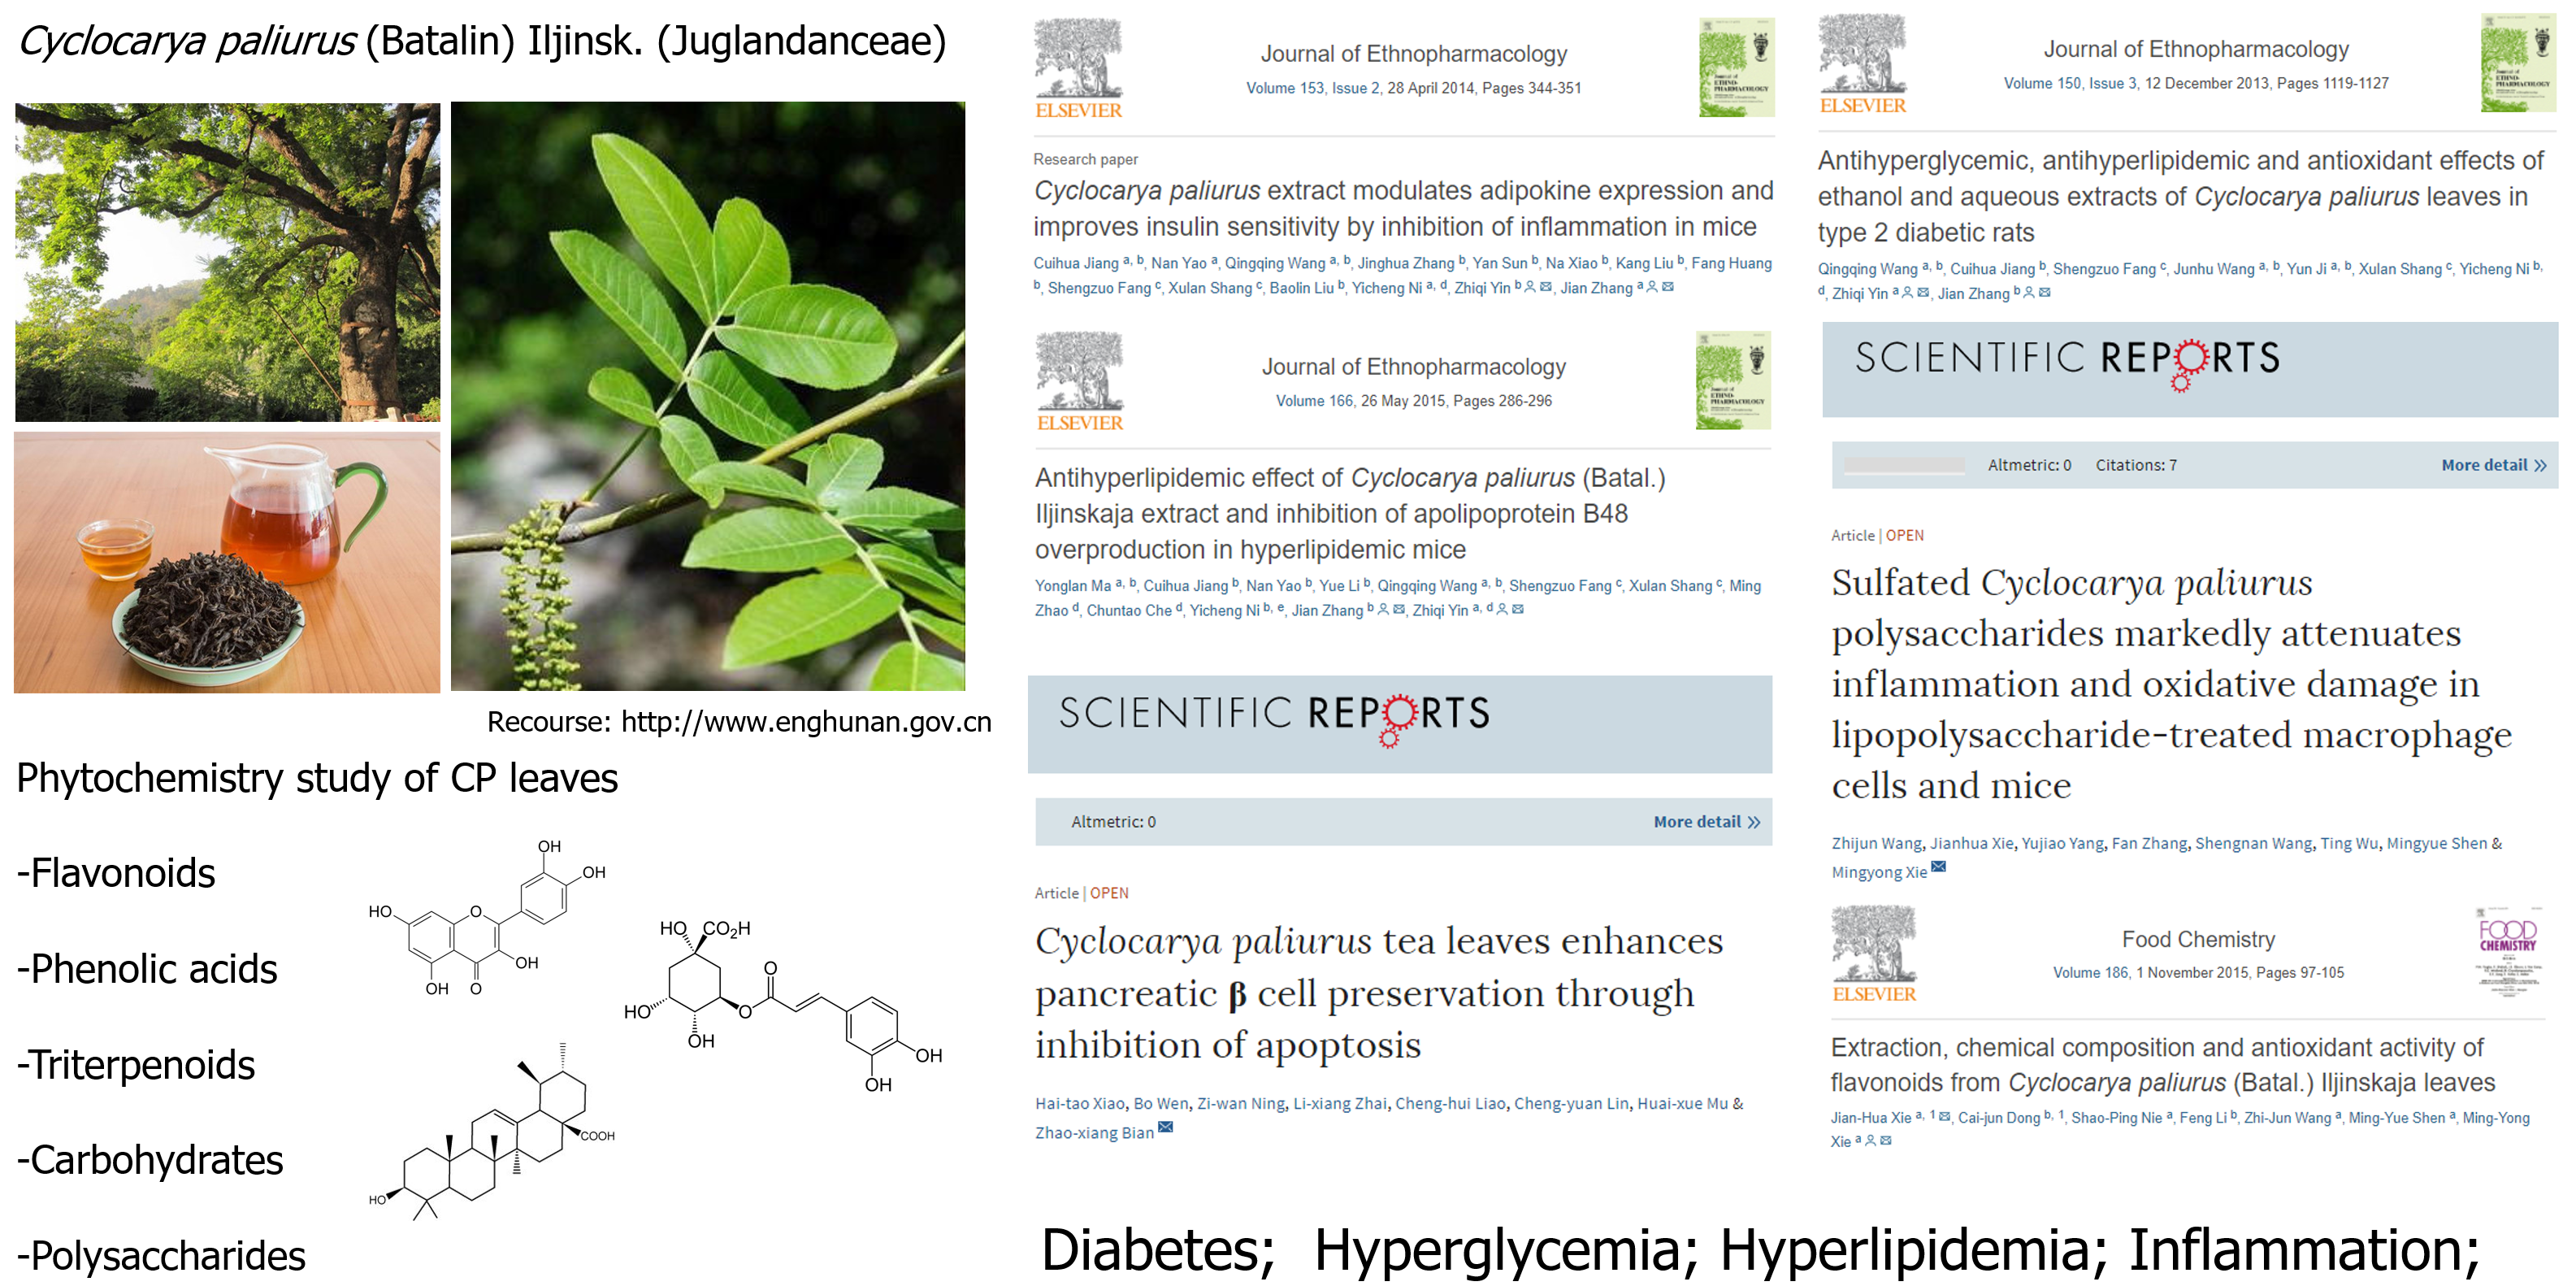 Cyclocarya paliurus (Batalin) Iljinsk. (Juglandanceae)
Recourse: http://www.enghunan.gov.cn
Phytochemistry study of CP leaves
-Flavonoids
-Phenolic acids
-Triterpenoids
-Carbohydrates
-Polysaccharides
OH
OH
HO
O
OH
OH
O
HO
CO2H
O
HO
O
OH
OH
OH
COOH
HO
ELSEVIER
Journal of Ethnopharmacology
Volume 153, Issue 2, 28 April 2014, Pages 344-351
Journal of
ETHNO-
PHARMACOLOGY
Research paper
Cyclocarya paliurus extract modulates adipokine expression and
improves insulin sensitivity by inhibition of inflammation in mice
Cuihua Jiang a, b, Nan Yao a, Qingqing Wang a, b, Jinghua Zhang b, Yan Sun b, Na Xiao b, Kang Liu b, Fang Huang
b, Shengzuo Fang c, Xulan Shang c, Baolin Liu b, Yicheng Ni a, d, Zhiqi Yin b, Jian Zhang a
ELSEVIER
Journal of Ethnopharmacology
Volume 166, 26 May 2015, Pages 286-296
Journal of
ETHNO-
PHARMACOLOGY
Antihyperlipidemic effect of Cyclocarya paliurus (Batal.)
Iljinskaja extract and inhibition of apolipoprotein B48
overproduction in hyperlipidemic mice
Yonglan Ma a, b, Cuihua Jiang b, Nan Yao b, Yue Li b, Qingqing Wang a, b, Shengzuo Fang c, Xulan Shang c, Ming
Zhao d, Chuntao Che d, Yicheng Ni b, e, Jian Zhang b, Zhiqi Yin a, d
SCIENTIFIC REPORTS
Altmetric: 0 More detail »
Article | OPEN
Cyclocarya paliurus tea leaves enhances
pancreatic β cell preservation through
inhibition of apoptosis
Hai-tao Xiao, Bo Wen, Zi-wan Ning, Li-xiang Zhai, Cheng-hui Liao, Cheng-yuan Lin, Huai-xue Mu &
Zhao-xiang Bian
ELSEVIER
Journal of Ethnopharmacology
Volume 150, Issue 3, 12 December 2013, Pages 1119-1127
Journal of
ETHNO-
PHARMACOLOGY
Antihyperglycemic, antihyperlipidemic and antioxidant effects of
ethanol and aqueous extracts of Cyclocarya paliurus leaves in
type 2 diabetic rats
Qingqing Wang a, b, Cuihua Jiang b, Shengzuo Fang c, Junhu Wang a, b, Yun Ji a, b, Xulan Shang c, Yicheng Ni b,
d, Zhiqi Yin a, Jian Zhang b
SCIENTIFIC REPORTS
Altmetric: 0 Citations: 7 More detail »
Article | OPEN
Sulfated Cyclocarya paliurus
polysaccharides markedly attenuates
inflammation and oxidative damage in
lipopolysaccharide-treated macrophage
cells and mice
Zhijun Wang, Jianhua Xie, Yujiao Yang, Fan Zhang, Shengnan Wang, Ting Wu, Mingyue Shen &
Mingyong Xie
ELSEVIER
Food Chemistry
Volume 186, 1 November 2015, Pages 97-105
FOOD
CHEMISTRY
Extraction, chemical composition and antioxidant activity of
flavonoids from Cyclocarya paliurus (Batal.) Iljinskaja leaves
Jian-Hua Xie a, 1, Cai-jun Dong b, 1, Shao-Ping Nie a, Feng Li b, Zhi-Jun Wang a, Ming-Yue Shen a, Ming-Yong
Xie a
Diabetes; Hyperglycemia; Hyperlipidemia; Inflammation;